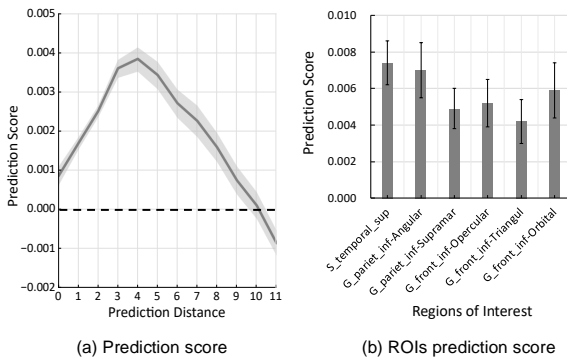 Prediction Score
0.005
0.004
0.003
0.002
0.001
0.000
-0.001
-0.002
0 1 2 3 4 5 6 7 8 9 10 11
Prediction Distance
(a) Prediction score
Prediction Score
0.010
0.008
0.006
0.004
0.002
0.000
S_temporal_sup
G_pariet_inf-Angular
G_pariet_inf-Supramar
G_front_inf-Opercular
G_front_inf-Triangul
G_front_inf-Orbital
Regions of Interest
(b) ROIs prediction score